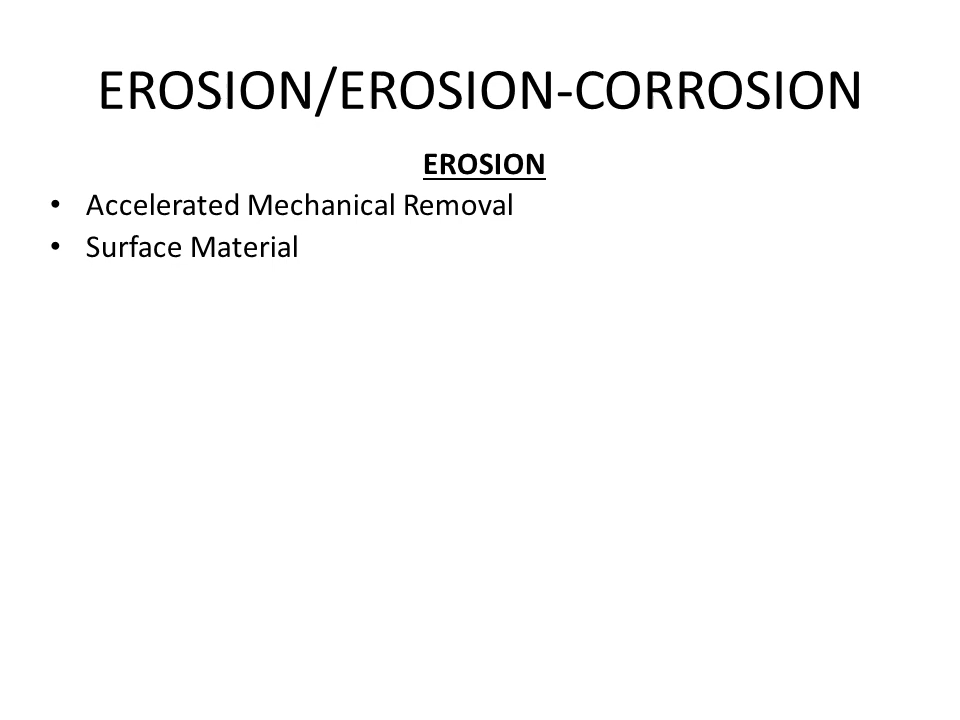 EROSION/EROSION-CORROSION
EROSION
• Accelerated Mechanical Removal
• Surface Material